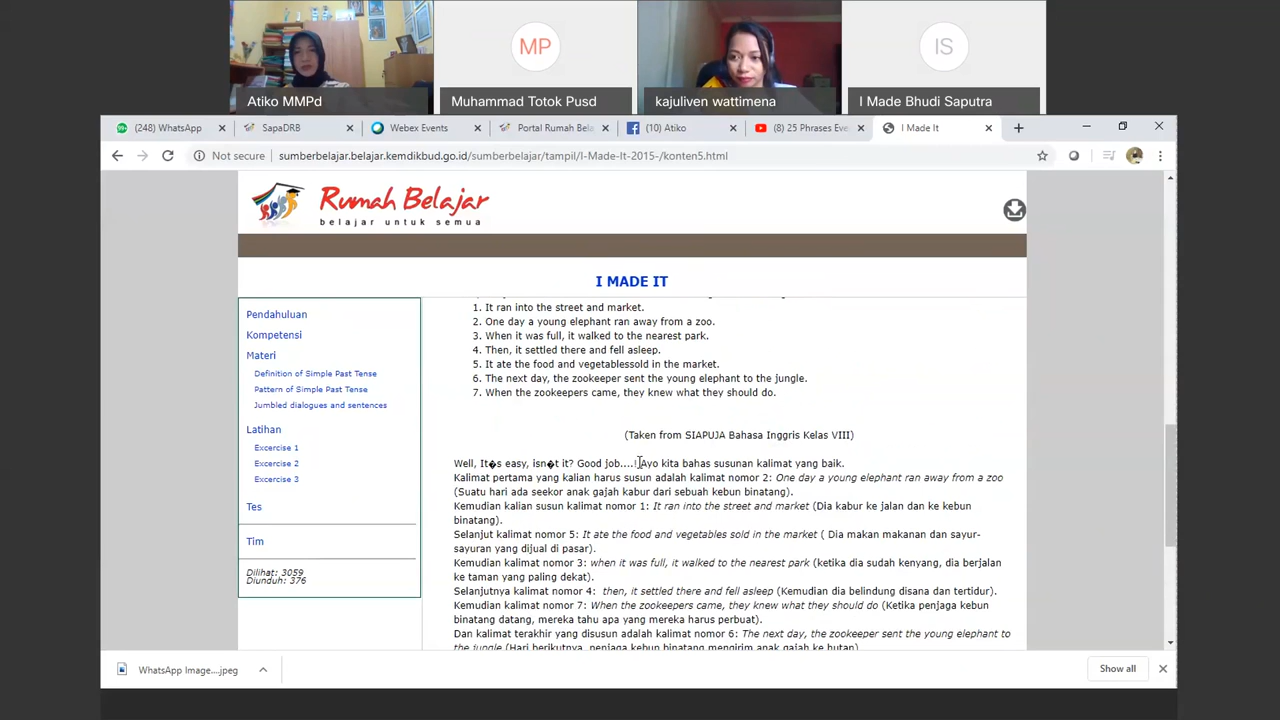 MP
IS
Atiko MMPd
Muhammad Totok Pusd
kajuliven wattimena
I Made Bhudi Saputra
(248) WhatsApp
SapaDRB
Webex Events
Portal Rumah Bela
(10) Atiko
(8) 25 Phrases Eve
I Made It
Not secure
sumberbelajar.belajar.kemdikbud.go.id/sumberbelajar/tampil/I-Made-It-2015-/konten5.html
Rumah Belajar
belajar untuk semua
I MADE IT
Pendahuluan
Kompetensi
Materi
Definition of Simple Past Tense
Pattern of Simple Past Tense
Jumbled dialogues and sentences
Latihan
Excercise 1
Excercise 2
Excercise 3
Tes
Tim
Dilihat: 3059
Diunduh: 376
1. It ran into the street and market.
2. One day a young elephant ran away from a zoo.
3. When it was full, it walked to the nearest park.
4. Then, it settled there and fell asleep.
5. It ate the food and vegetablessold in the market.
6. The next day, the zookeeper sent the young elephant to the jungle.
7. When the zookeepers came, they knew what they should do.
(Taken from SIAPUJA Bahasa Inggris Kelas VIII)
Well, It�s easy, isn�t it? Good job....! Ayo kita bahas susunan kalimat yang baik.
Kalimat pertama yang kalian harus susun adalah kalimat nomor 2: One day a young elephant ran away from a zoo
(Suatu hari ada seekor anak gajah kabur dari sebuah kebun binatang).
Kemudian kalian susun kalimat nomor 1: It ran into the street and market (Dia kabur ke jalan dan ke kebun
binatang).
Selanjut kalimat nomor 5: It ate the food and vegetables sold in the market ( Dia makan makanan dan sayur-
sayuran yang dijual di pasar).
Kemudian kalimat nomor 3: when it was full, it walked to the nearest park (ketika dia sudah kenyang, dia berjalan
ke taman yang paling dekat).
Selanjutnya kalimat nomor 4: then, it settled there and fell asleep (Kemudian dia belindung disana dan tertidur).
Kemudian kalimat nomor 7: When the zookeepers came, they knew what they should do (Ketika penjaga kebun
binatang datang, mereka tahu apa yang mereka harus perbuat).
Dan kalimat terakhir yang disusun adalah kalimat nomor 6: The next day, the zookeeper sent the young elephant to
the jungle (Hari berikutnya, penjaga kebun binatang mengirim anak gajah ke hutan)
WhatsApp Image....jpeg
Show all